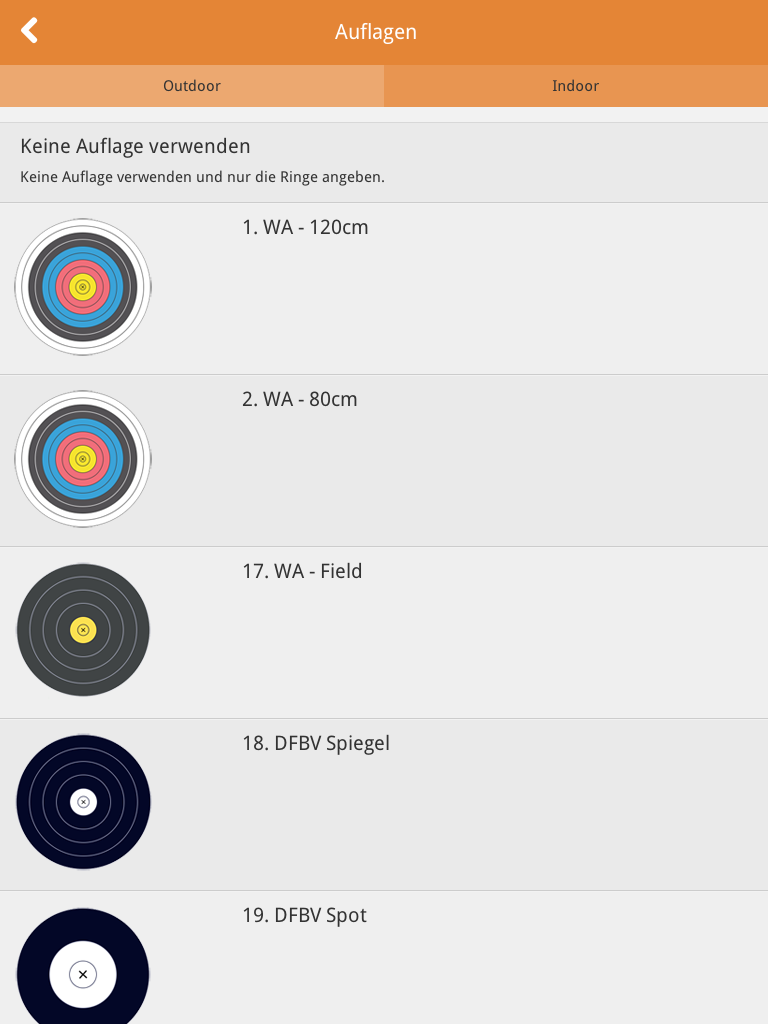 Auflagen
Outdoor
Indoor
Keine Auflage verwenden
Keine Auflage verwenden und nur die Ringe angeben.
1. WA - 120cm
2. WA - 80cm
17. WA - Field
18. DFBV Spiegel
19. DFBV Spot